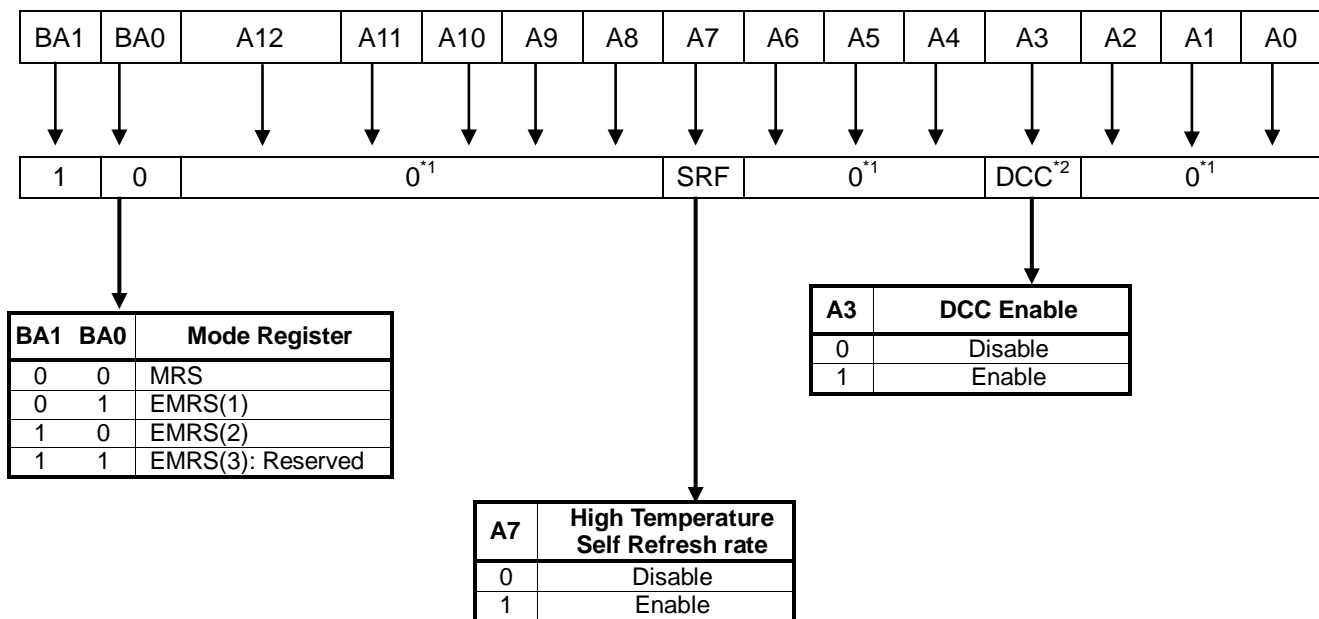 BA1 BA0 A12 A11 A10 A9 A8 A7 A6 A5 A4 A3 A2 A1 A0
1 0 0*1 SRF 0*1 DCC*2 0*1
BA1 BA0 Mode Register
0 0 MRS
0 1 EMRS(1)
1 0 EMRS(2)
1 1 EMRS(3): Reserved
A3 DCC Enable
0 Disable
1 Enable
A7 High Temperature
Self Refresh rate
0 Disable
1 Enable